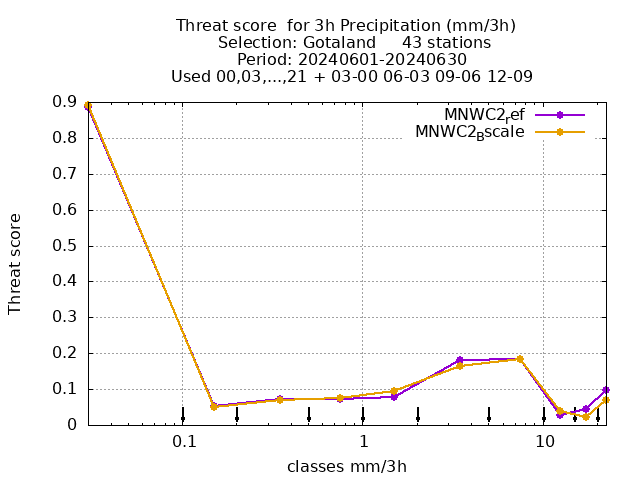 Threat score  for 3h Precipitation (mm/3h)
Selection: Gotaland     43 stations
Period: 20240601-20240630
Used 00,03,...,21 + 03-00 06-03 09-06 12-09
MNWC2_ref
MNWC2_Bscale
0.9
0.8
0.7
0.6
0.5
0.4
0.3
0.2
0.1
0
Threat score
0.1 1 10
classes mm/3h